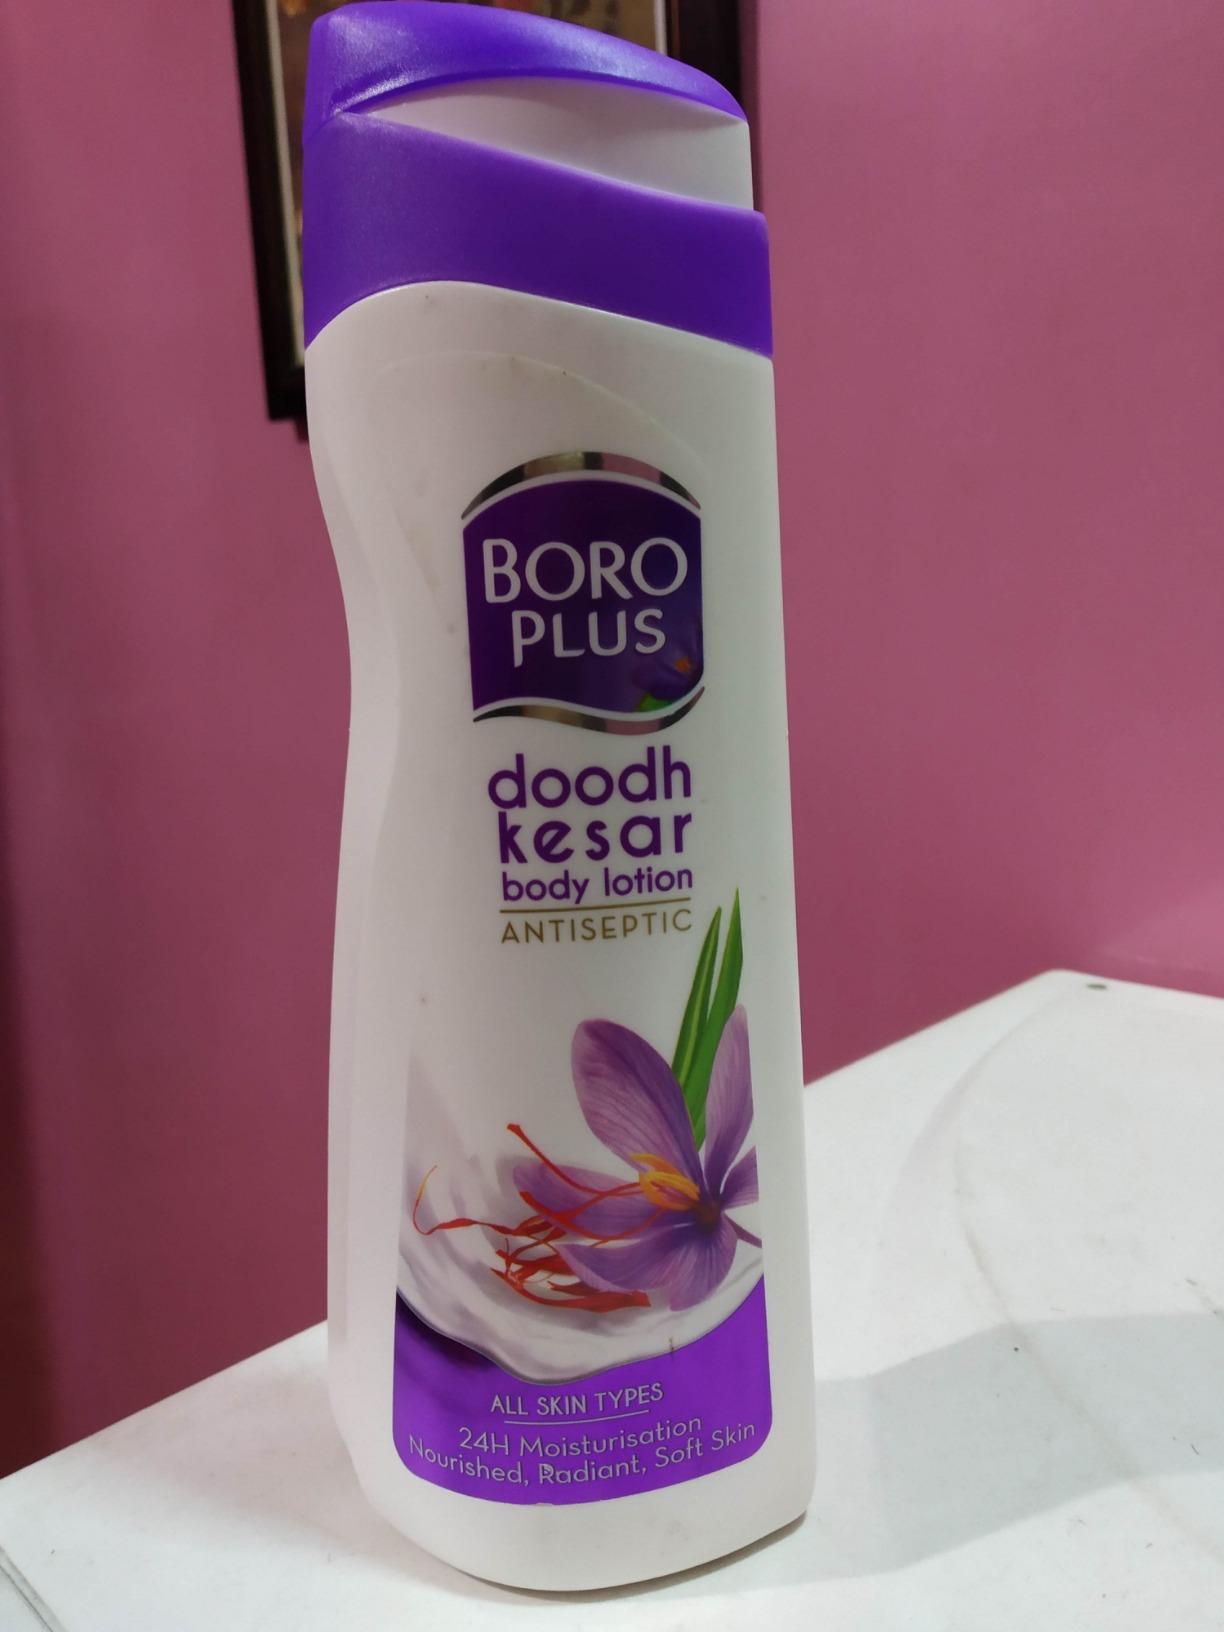 BORO
PLUS
doodh
kesar
body lotion
ANTISEPTIC
ALL SKIN TYPES
24H Moisturisation
Nourished, Radiant, Soft Skin